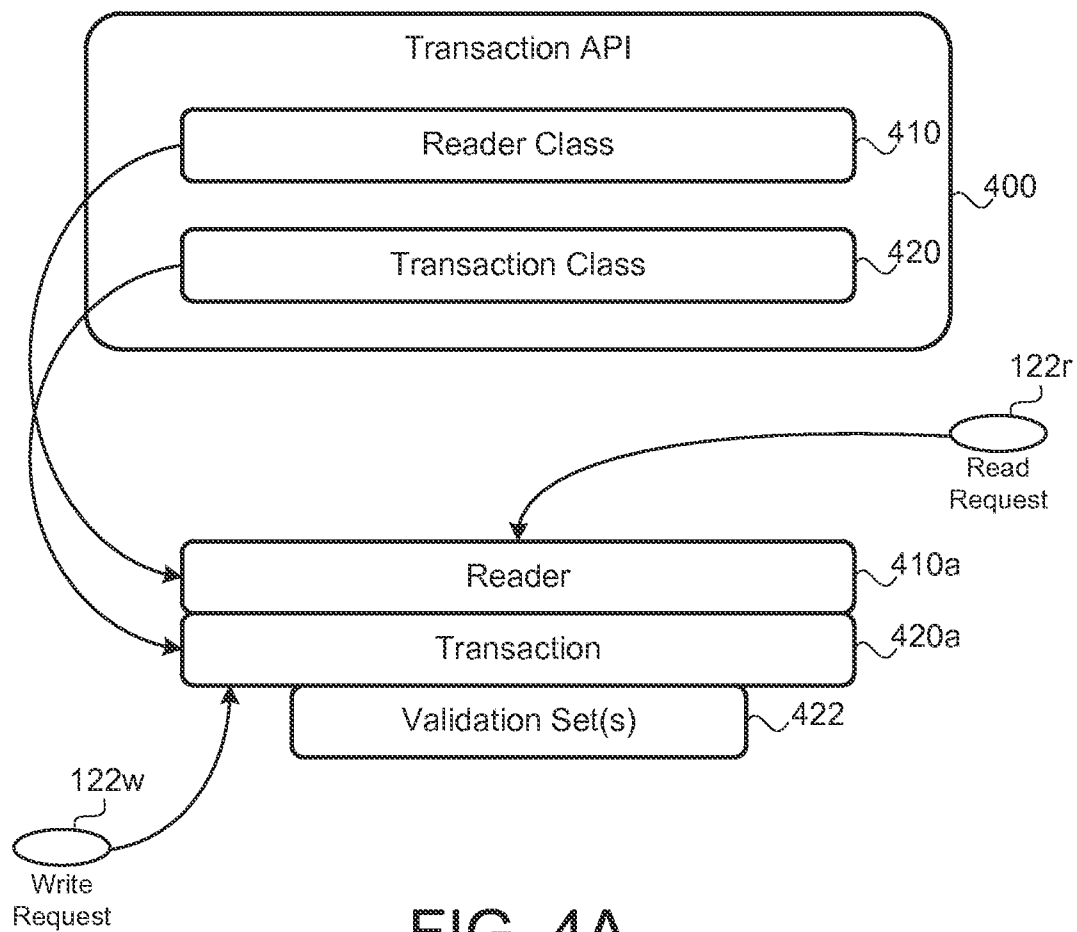 Transaction API
Reader Class
410
400
Transaction Class
420
122r
Read
Request
Reader
410a
Transaction
420a
Validation Set(s)
422
122w
Write
Request
FIG. 4A